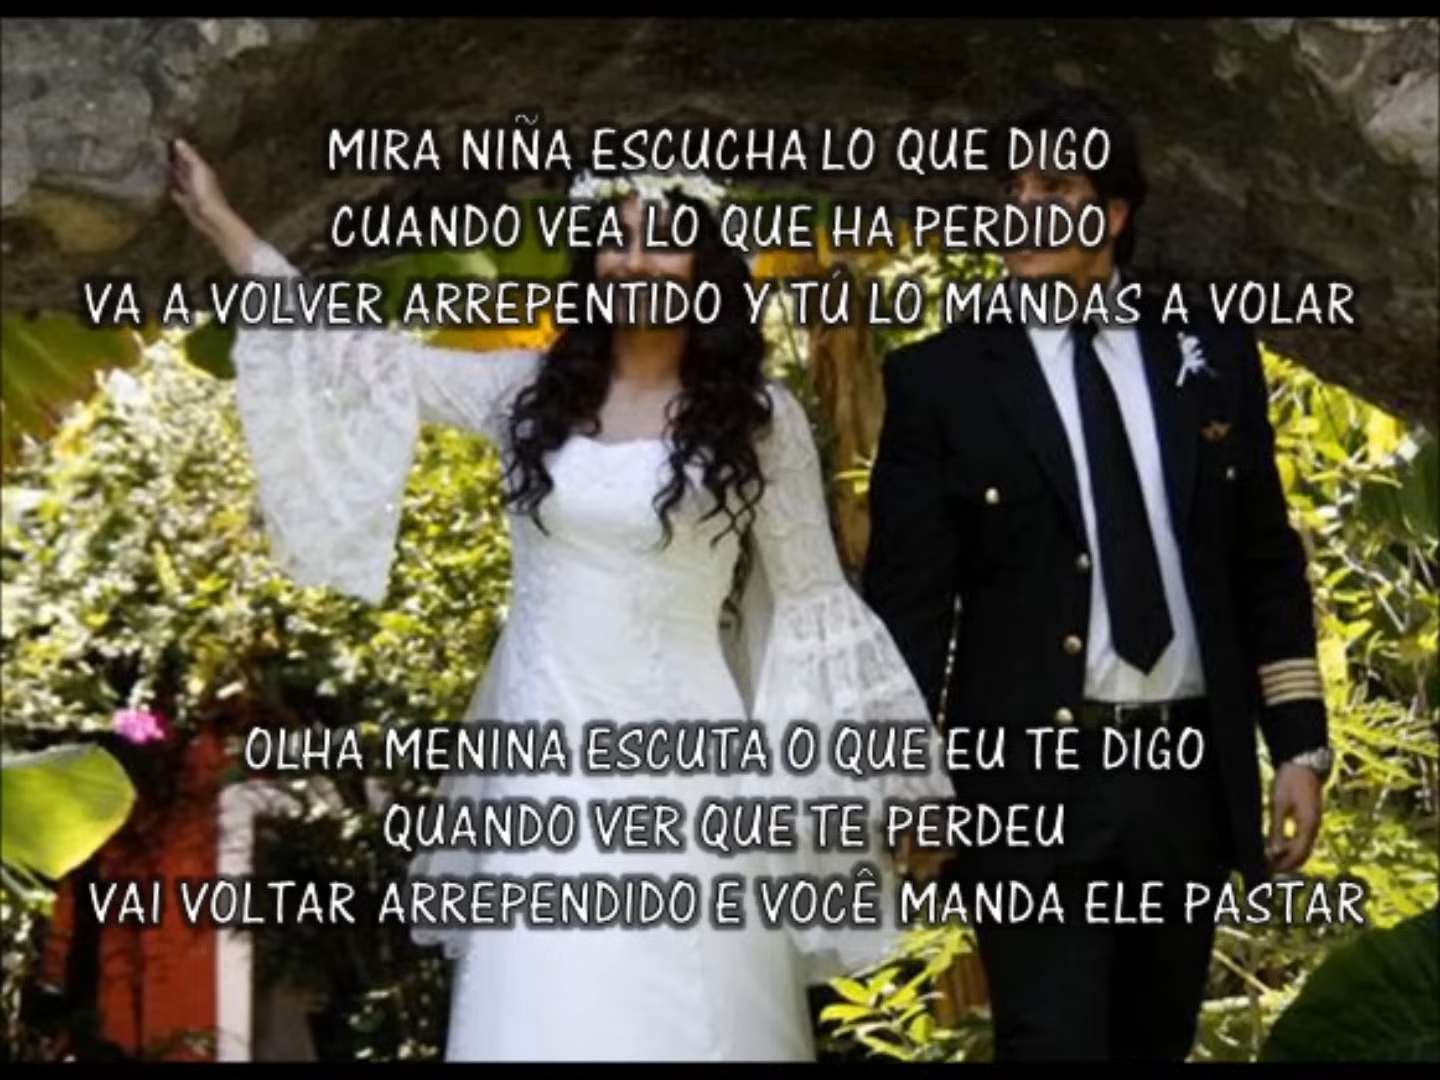 MIRA NIÑA ESCUCHA LO QUE DIGO
CUANDO VEA LO QUE HA PERDIDO
VA A VOLVER ARREPENTIDO Y TÚ LO MANDAS A VOLAR
OLHA MENINA ESCUTA O QUE EU TE DIGO
QUANDO VER QUE TE PERDEU
VAI VOLTAR ARREPENDIDO E VOCÊ MANDA ELE PASTAR